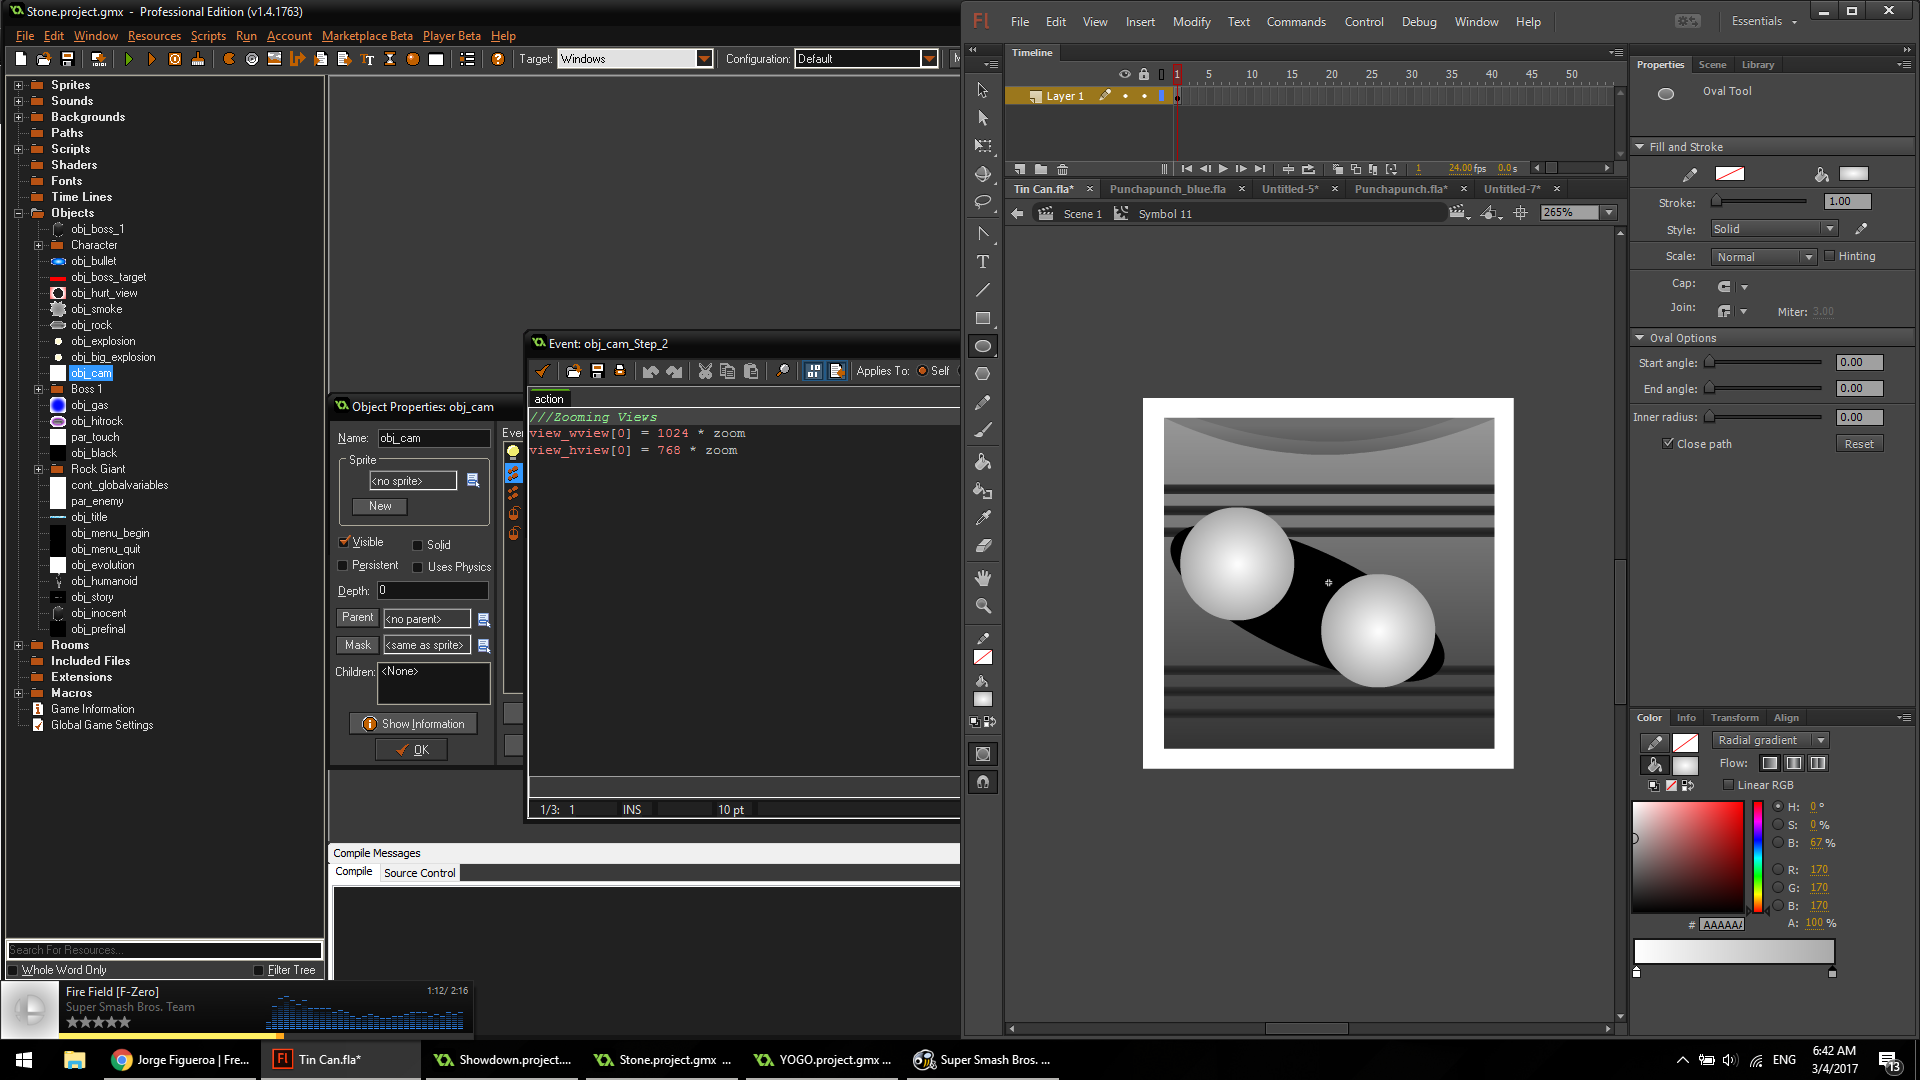 Stone.project.gmx - Professional Edition (v1.4.1763)
File Edit Window Resources Scripts Run Account Marketplace Beta Player Beta Help
Target: Windows Configuration: Default
Sprites
Sounds
Backgrounds
Paths
Scripts
Shaders
Fonts
Time Lines
Objects
obj_boss_1
Character
obj_bullet
obj_boss_target
obj_hurt_view
obj_smoke
obj_rock
obj_explosion
obj_big_explosion
obj_cam
Boss 1
obj_gas
obj_hitrock
par_touch
obj_black
Rock Giant
cont_globalvariables
par_enemy
obj_title
obj_menu_begin
obj_menu_quit
obj_evolution
obj_humanoid
obj_story
obj_inocent
obj_prefinal
Rooms
Included Files
Extensions
Macros
Game Information
Global Game Settings
Search For Resources...
Whole Word Only Filter Tree
Object Properties: obj_cam
Name: obj_cam
Sprite
<no sprite>
New
Visible Solid
Persistent Uses Physics
Depth: 0
Parent <no parent>
Mask <same as sprite>
Children: <None>
Show Information
OK
Event: obj_cam_Step_2
Applies To: Self
action
///Zooming Views
view_wview[0] = 1024 * zoom
view_hview[0] = 768 * zoom
1/3: 1 INS 10 pt
Compile Messages
Compile Source Control
Fire Field [F-Zero] 1:12/ 2:16
Super Smash Bros. Team
Fl File Edit View Insert Modify Text Commands Control Debug Window Help Essentials
Timeline
1 5 10 15 20 25 30 35 40 45 50
Layer 1
1 24.00 fps 0.0 s
Tin Can.fla* Punchapunch_blue.fla Untitled-5* Punchapunch.fla* Untitled-7*
Scene 1 Symbol 11 265%
Properties Scene Library
Oval Tool
Fill and Stroke
Stroke: 1.00
Style: Solid
Scale: Normal Hinting
Cap:
Join: Miter: 3.00
Oval Options
Start angle: 0.00
End angle: 0.00
Inner radius: 0.00
Close path Reset
Color Info Transform Align
Radial gradient
Flow:
Linear RGB
H: 0 °
S: 0 %
B: 67 %
R: 170
G: 170
B: 170
# AAAAAA A: 100 %
Jorge Figueroa | Fre... Fl Tin Can.fla* Showdown.project.... Stone.project.gmx ... YOGO.project.gmx ... Super Smash Bros. ...
ENG 6:42 AM
3/4/2017
13